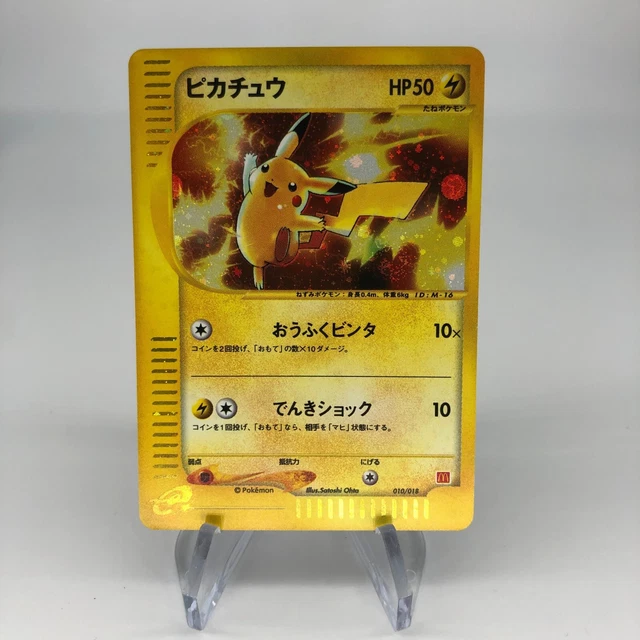 ピカチュウ HP50
たねポケモン
ねずみポケモン:身長0.4m、体重6kg ID:M-16
おうふくビンタ 10×
コインを2回投げ、「おもて」の数×10ダメージ。
でんきショック 10
コインを1回投げ、「おもて」なら、相手を「マヒ」状態にする。
弱点 抵抗力 にげる
©Pokémon Illus.Satoshi Ohta 010/018